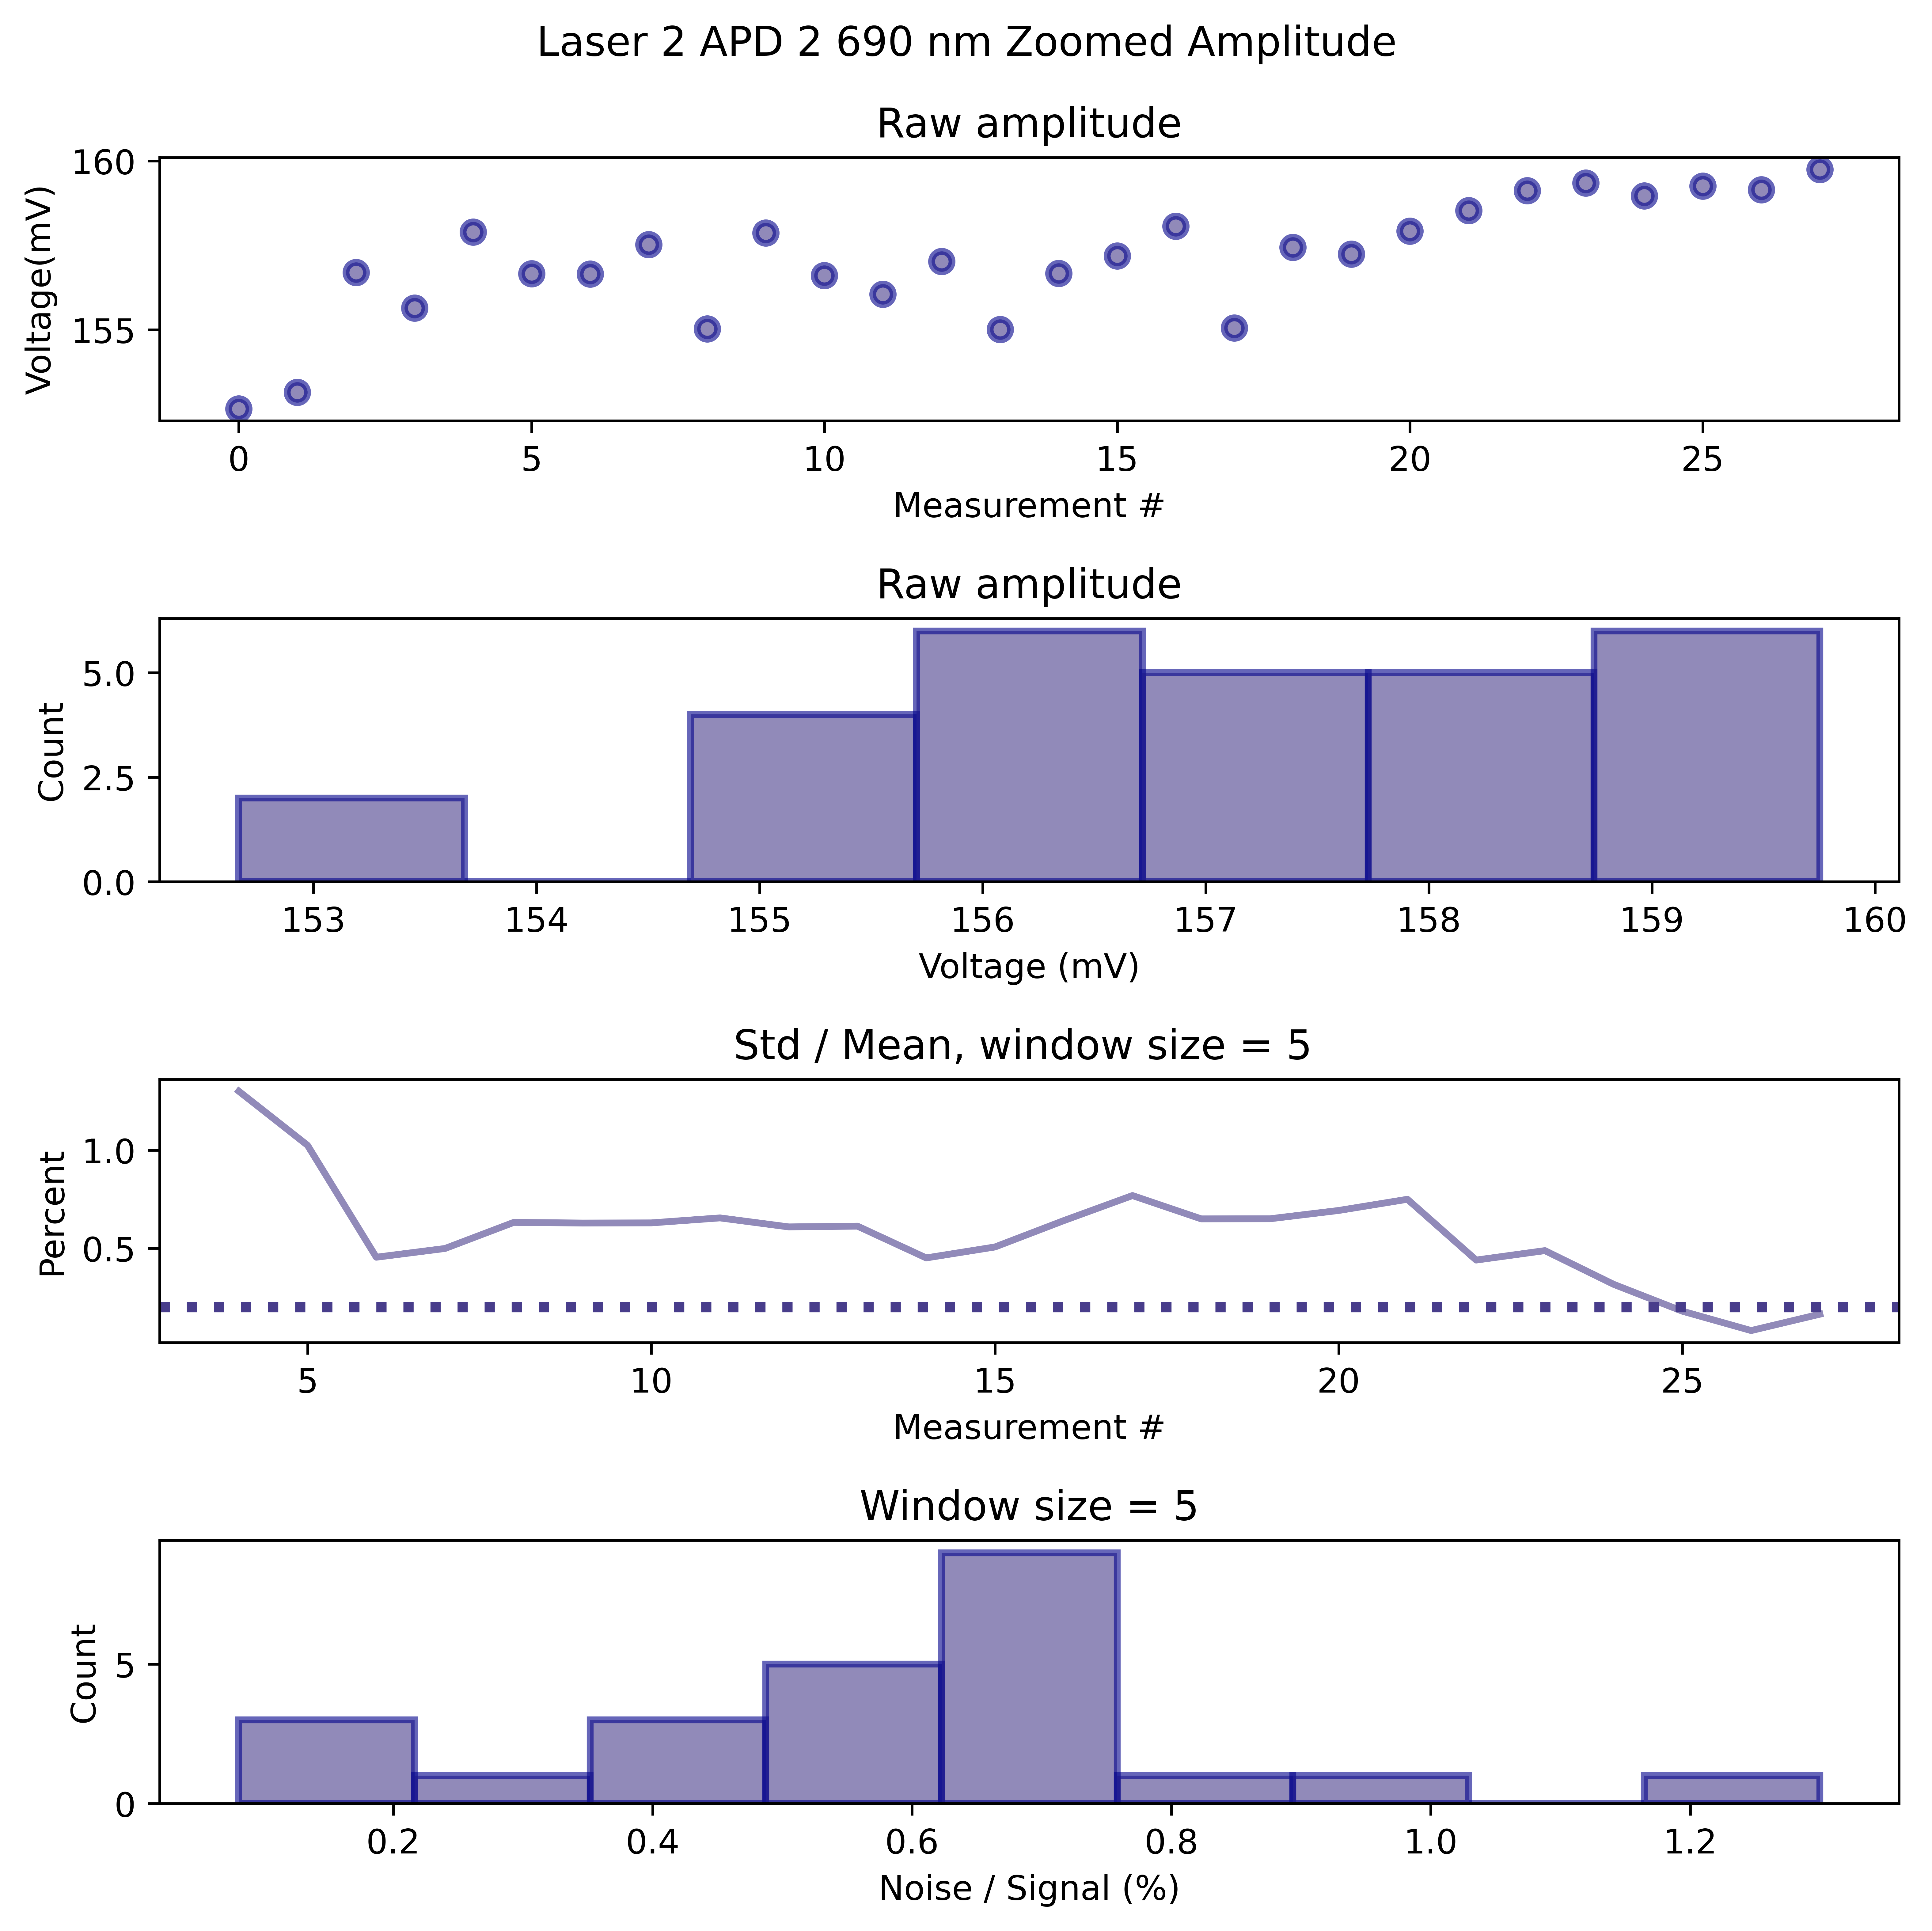 Laser 2 APD 2 690 nm Zoomed Amplitude
Raw amplitude
Voltage(mV)
160
155
0 5 10 15 20 25
Measurement #
Raw amplitude
Count
5.0
2.5
0.0
153 154 155 156 157 158 159 160
Voltage (mV)
Std / Mean, window size = 5
Percent
1.0
0.5
5 10 15 20 25
Measurement #
Window size = 5
Count
5
0
0.2 0.4 0.6 0.8 1.0 1.2
Noise / Signal (%)